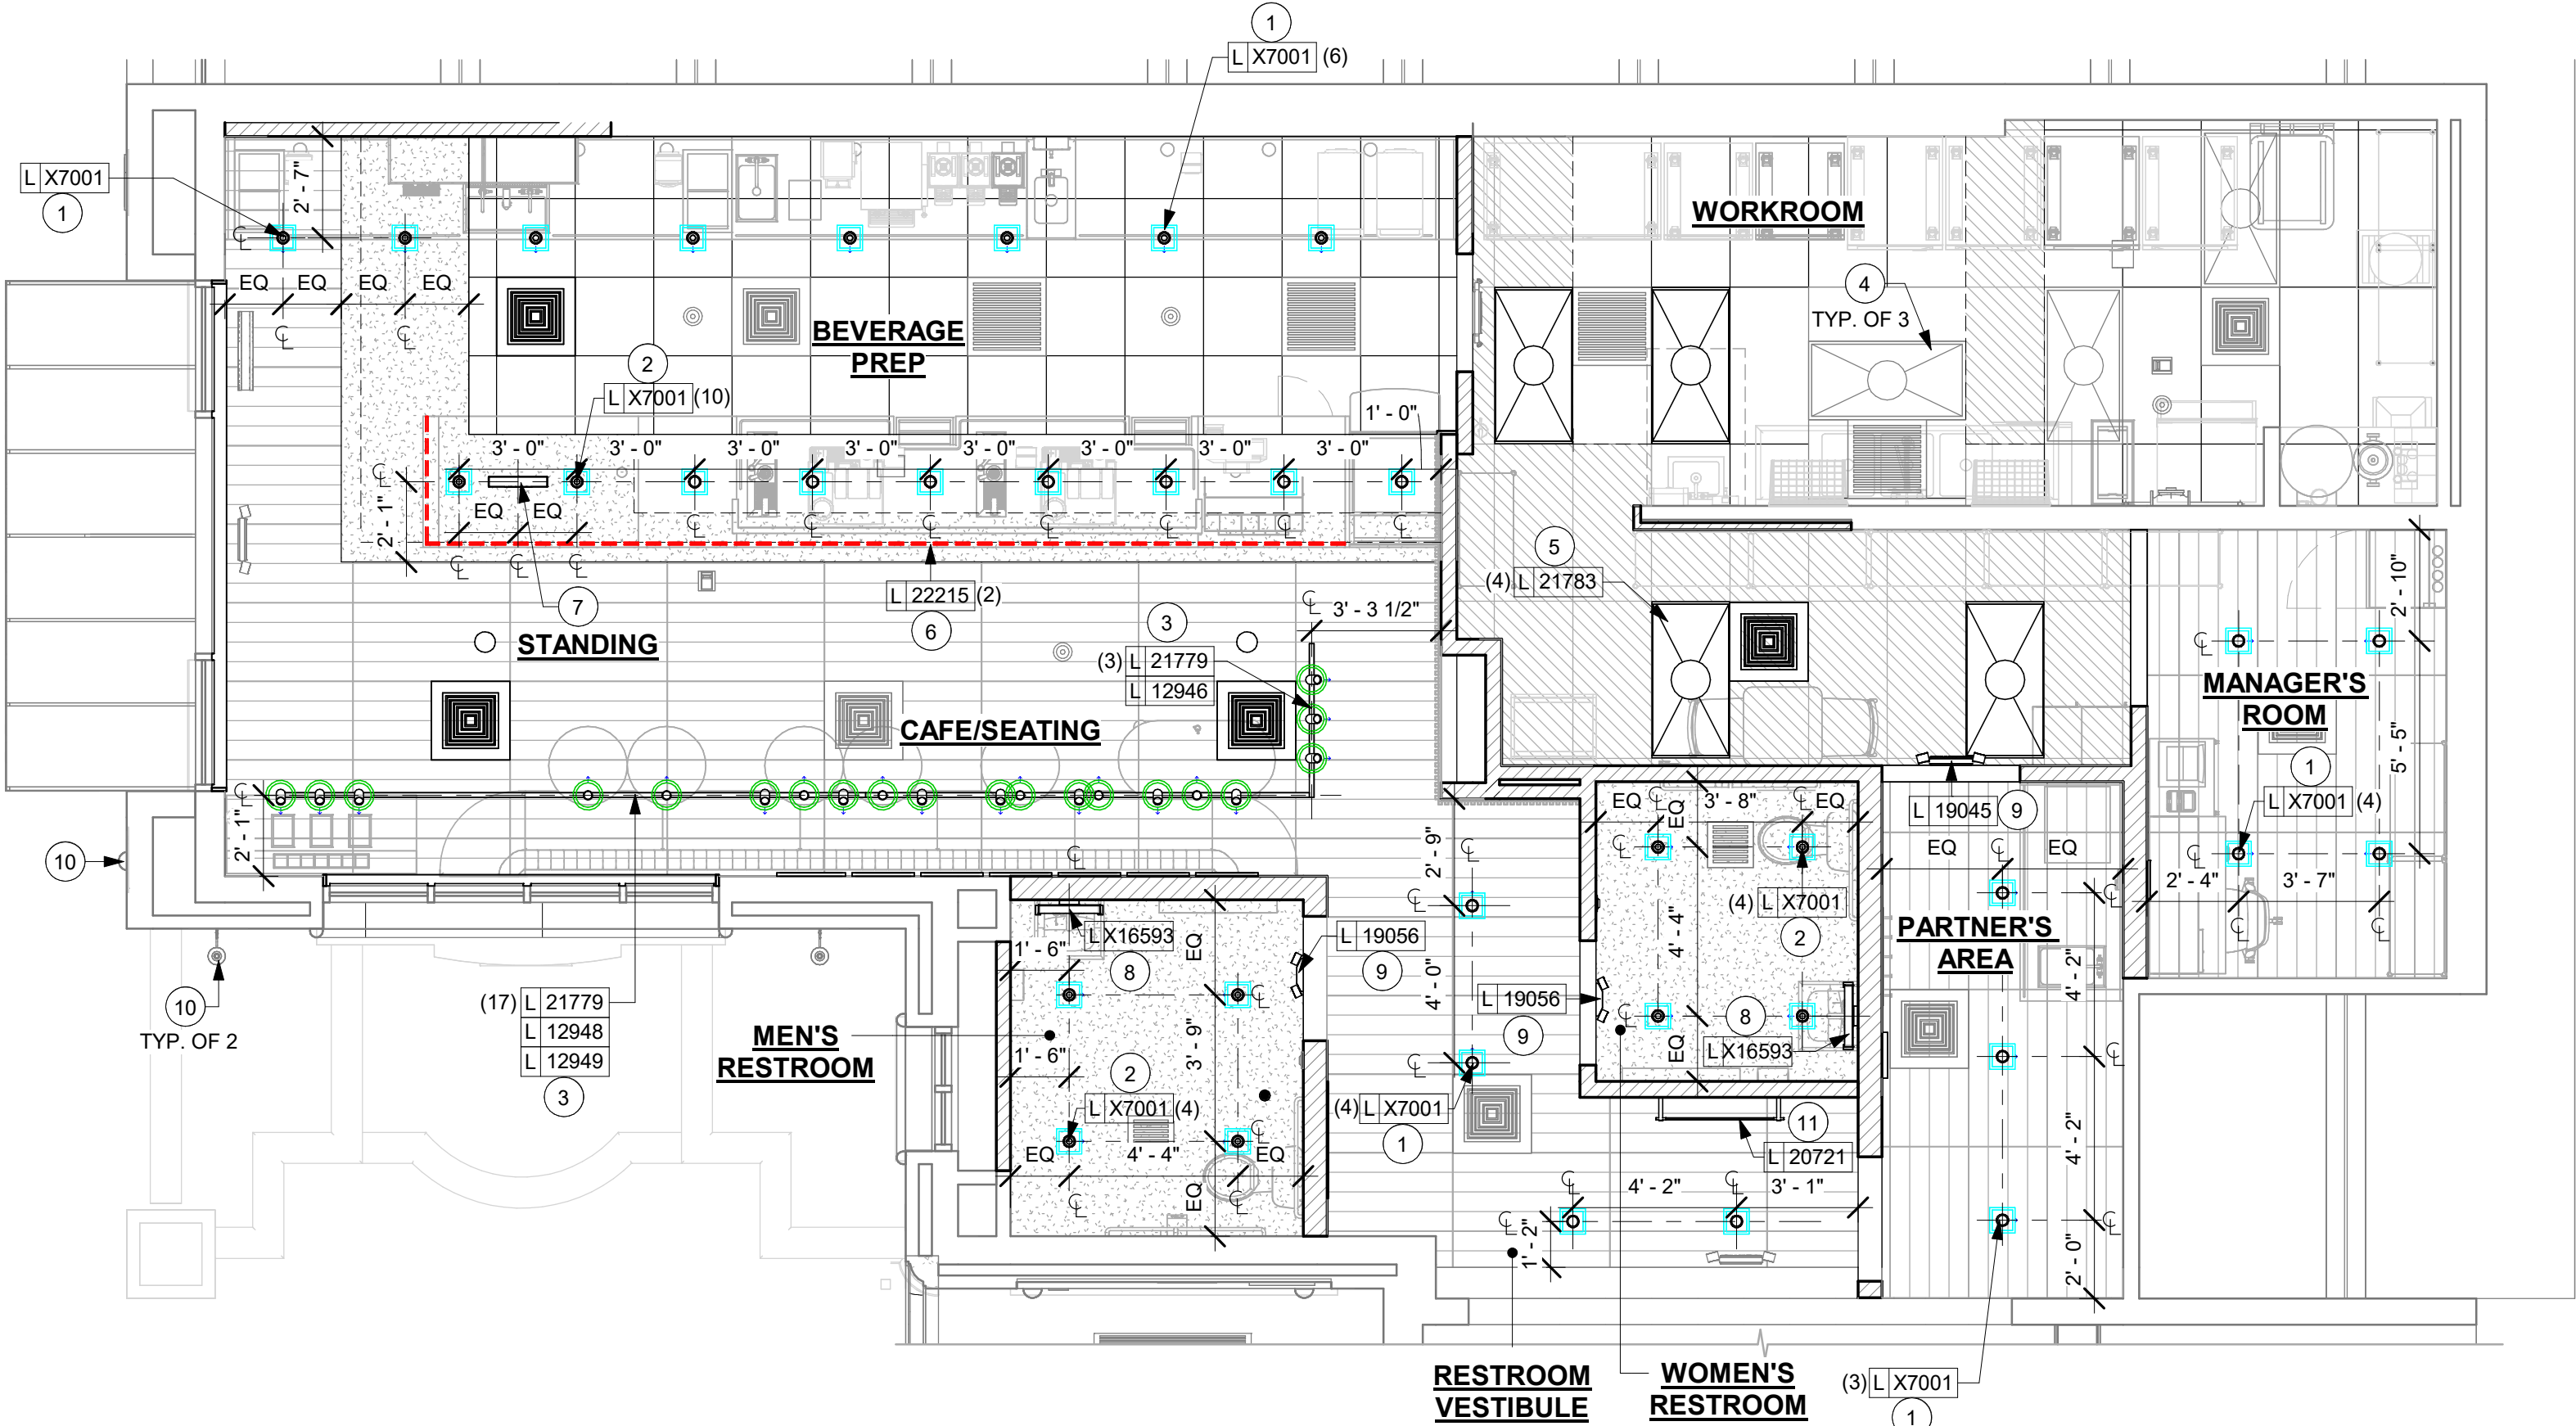 1
L X7001 (6)
L X7001
1
2' - 7"
WORKROOM
EQ EQ EQ EQ
4
TYP. OF 3
BEVERAGE
PREP
2
L X7001 (10)
1' - 0"
3' - 0" 3' - 0" 3' - 0" 3' - 0" 3' - 0" 3' - 0" 3' - 0" 3' - 0"
EQ EQ
2' - 1"
5
(4) L 21783
7
L 22215 (2)
6
STANDING
3' - 3 1/2"
3
(3) L 21779
L 12946
CAFE/SEATING
2' - 10"
MANAGER'S
ROOM
1
L X7001 (4)
5' - 5"
2' - 4" 3' - 7"
2' - 1"
10
L 19045 9
EQ 3' - 8" EQ
EQ
4' - 4"
EQ
(4) L X7001
2
8
L X16593
EQ EQ
PARTNER'S
AREA
4' - 2"
4' - 2"
2' - 0"
2' - 9"
4' - 0"
L 19056
9
L 19056
9
L X16593
8
1' - 6"
1' - 6"
EQ
3' - 9"
EQ
2
L X7001 (4)
EQ 4' - 4" EQ
10
TYP. OF 2
(17) L 21779
L 12948
L 12949
3
MEN'S
RESTROOM
(4) L X7001
1
11
L 20721
4' - 2" 3' - 1"
1' - 2"
RESTROOM
VESTIBULE
WOMEN'S
RESTROOM
(3) L X7001
1